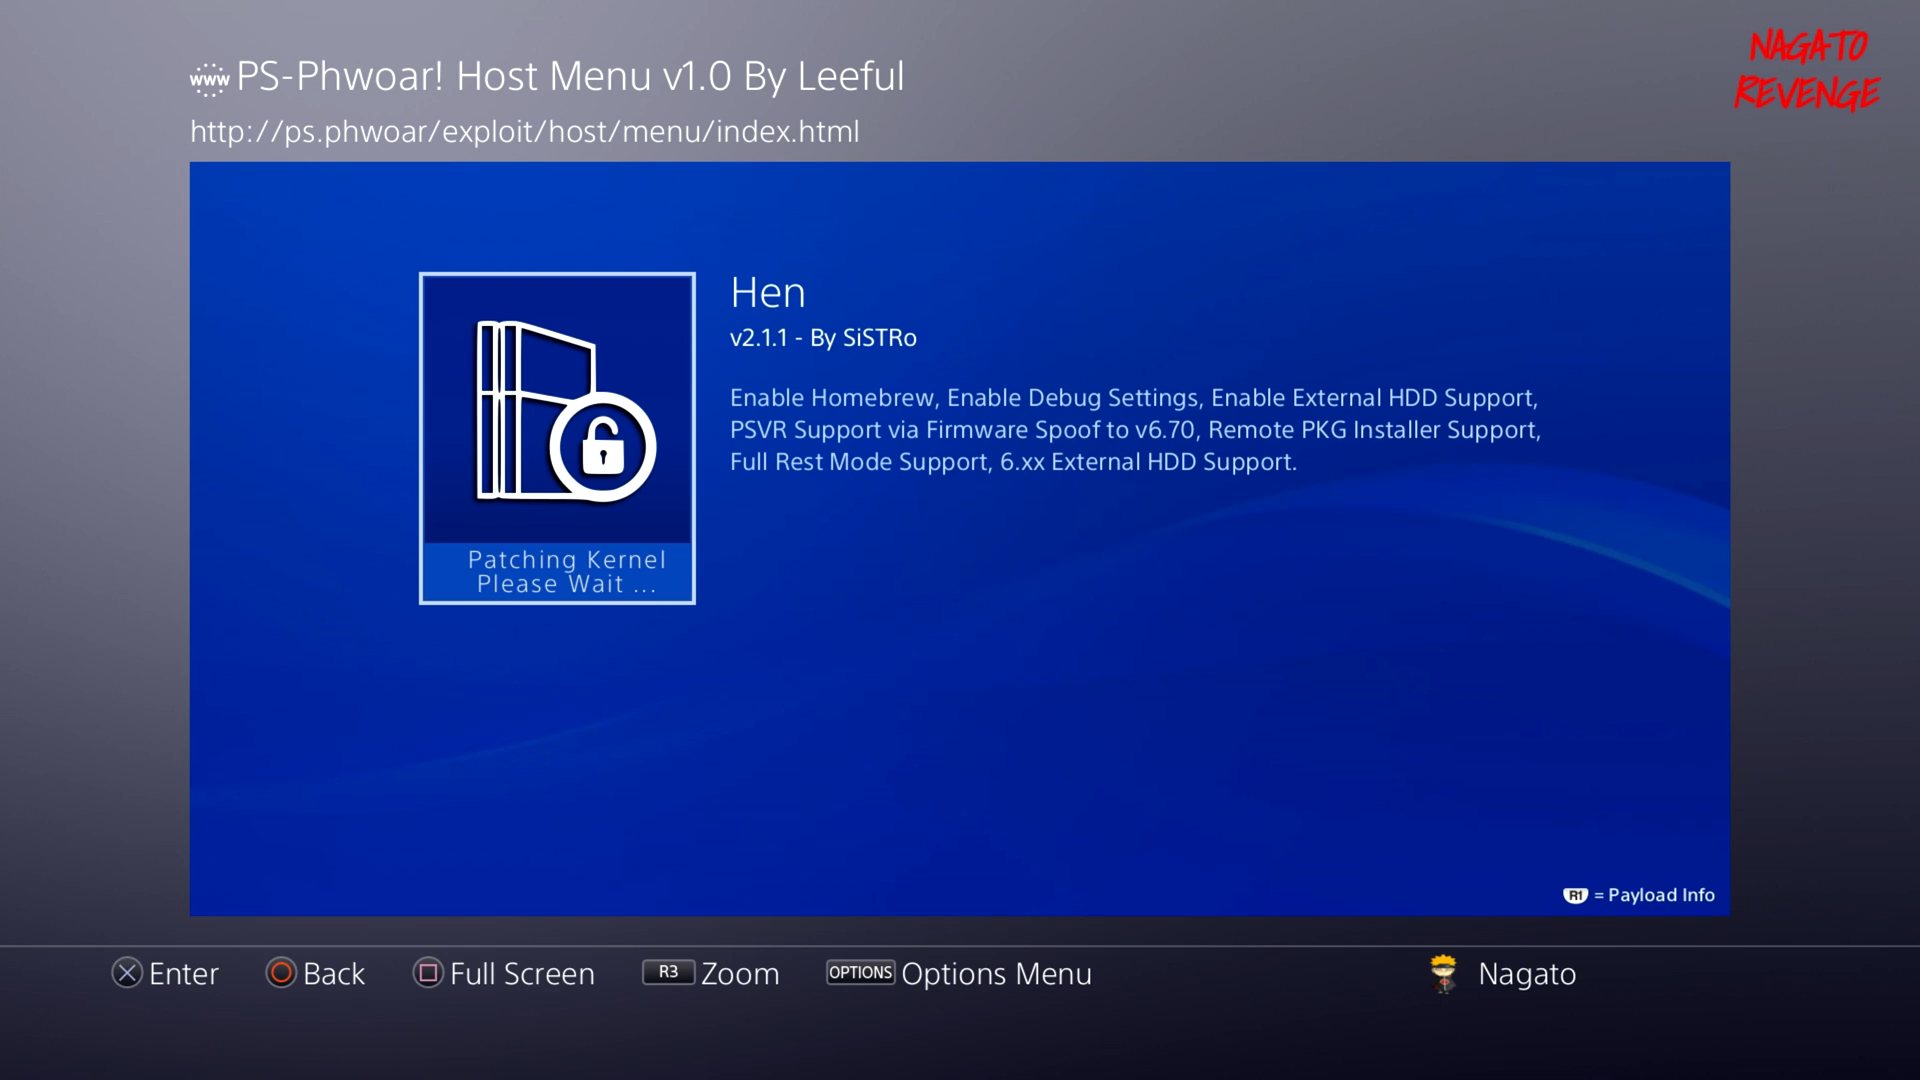 NAGATO
REVENGE
www PS-Phwoar! Host Menu v1.0 By Leeful
http://ps.phwoar/exploit/host/menu/index.html
Hen
v2.1.1 - By SiSTRo
Enable Homebrew, Enable Debug Settings, Enable External HDD Support,
PSVR Support via Firmware Spoof to v6.70, Remote PKG Installer Support,
Full Rest Mode Support, 6.xx External HDD Support.
Patching Kernel
Please Wait ...
R1 = Payload Info
Enter Back Full Screen R3 Zoom OPTIONS Options Menu Nagato